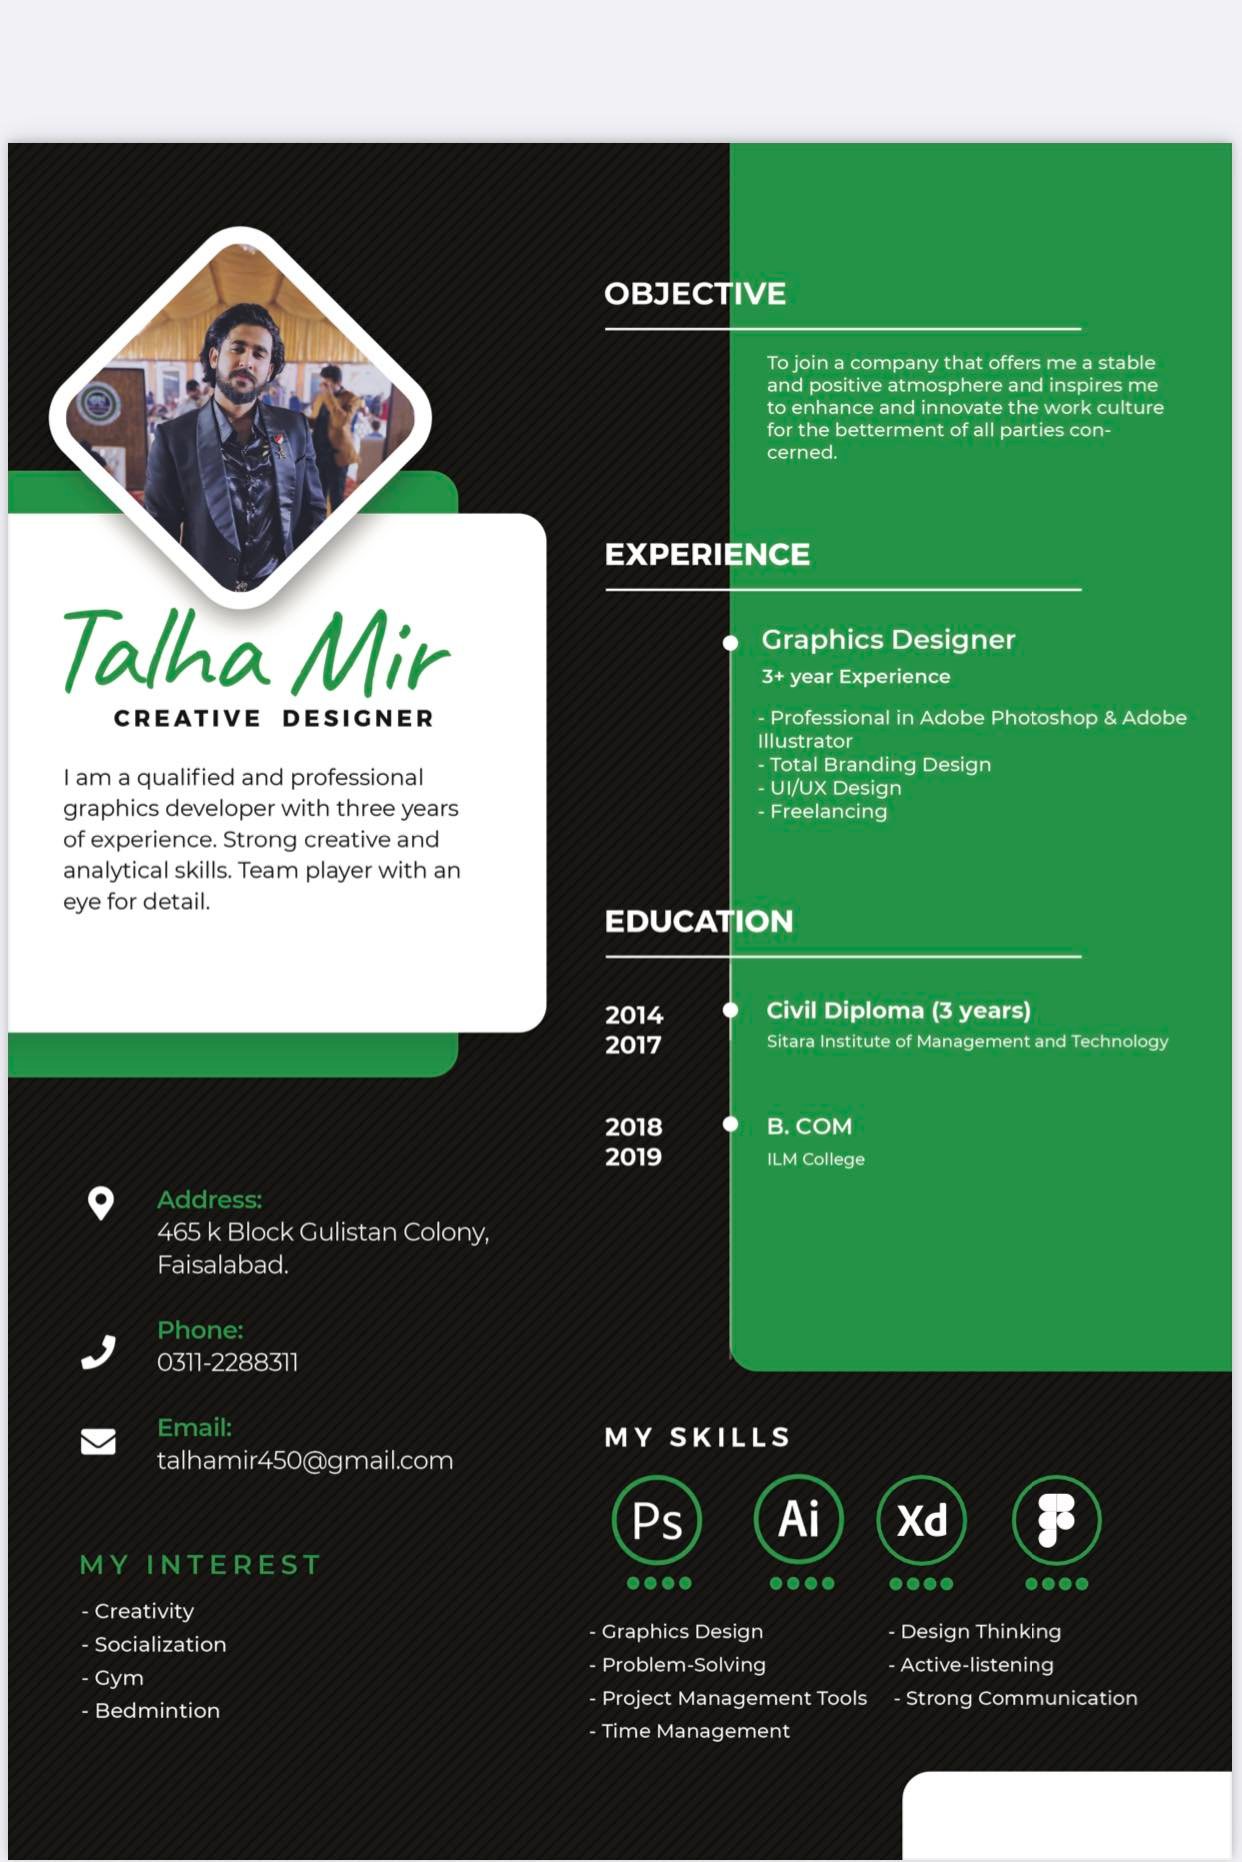 Talha Mir
CREATIVE DESIGNER
I am a qualified and professional
graphics developer with three years
of experience. Strong creative and
analytical skills. Team player with an
eye for detail.
Address:
465 k Block Gulistan Colony,
Faisalabad.
Phone:
0311-2288311
Email:
talhamir450@gmail.com
MY INTEREST
- Creativity
- Socialization
- Gym
- Bedmintion
OBJECTIVE
To join a company that offers me a stable
and positive atmosphere and inspires me
to enhance and innovate the work culture
for the betterment of all parties con-
cerned.
EXPERIENCE
Graphics Designer
3+ year Experience
- Professional in Adobe Photoshop & Adobe
Illustrator
- Total Branding Design
- UI/UX Design
- Freelancing
EDUCATION
2014
2017
Civil Diploma (3 years)
Sitara Institute of Management and Technology
2018
2019
B. COM
ILM College
MY SKILLS
Ps Ai Xd
- Graphics Design
- Problem-Solving
- Project Management Tools
- Time Management
- Design Thinking
- Active-listening
- Strong Communication